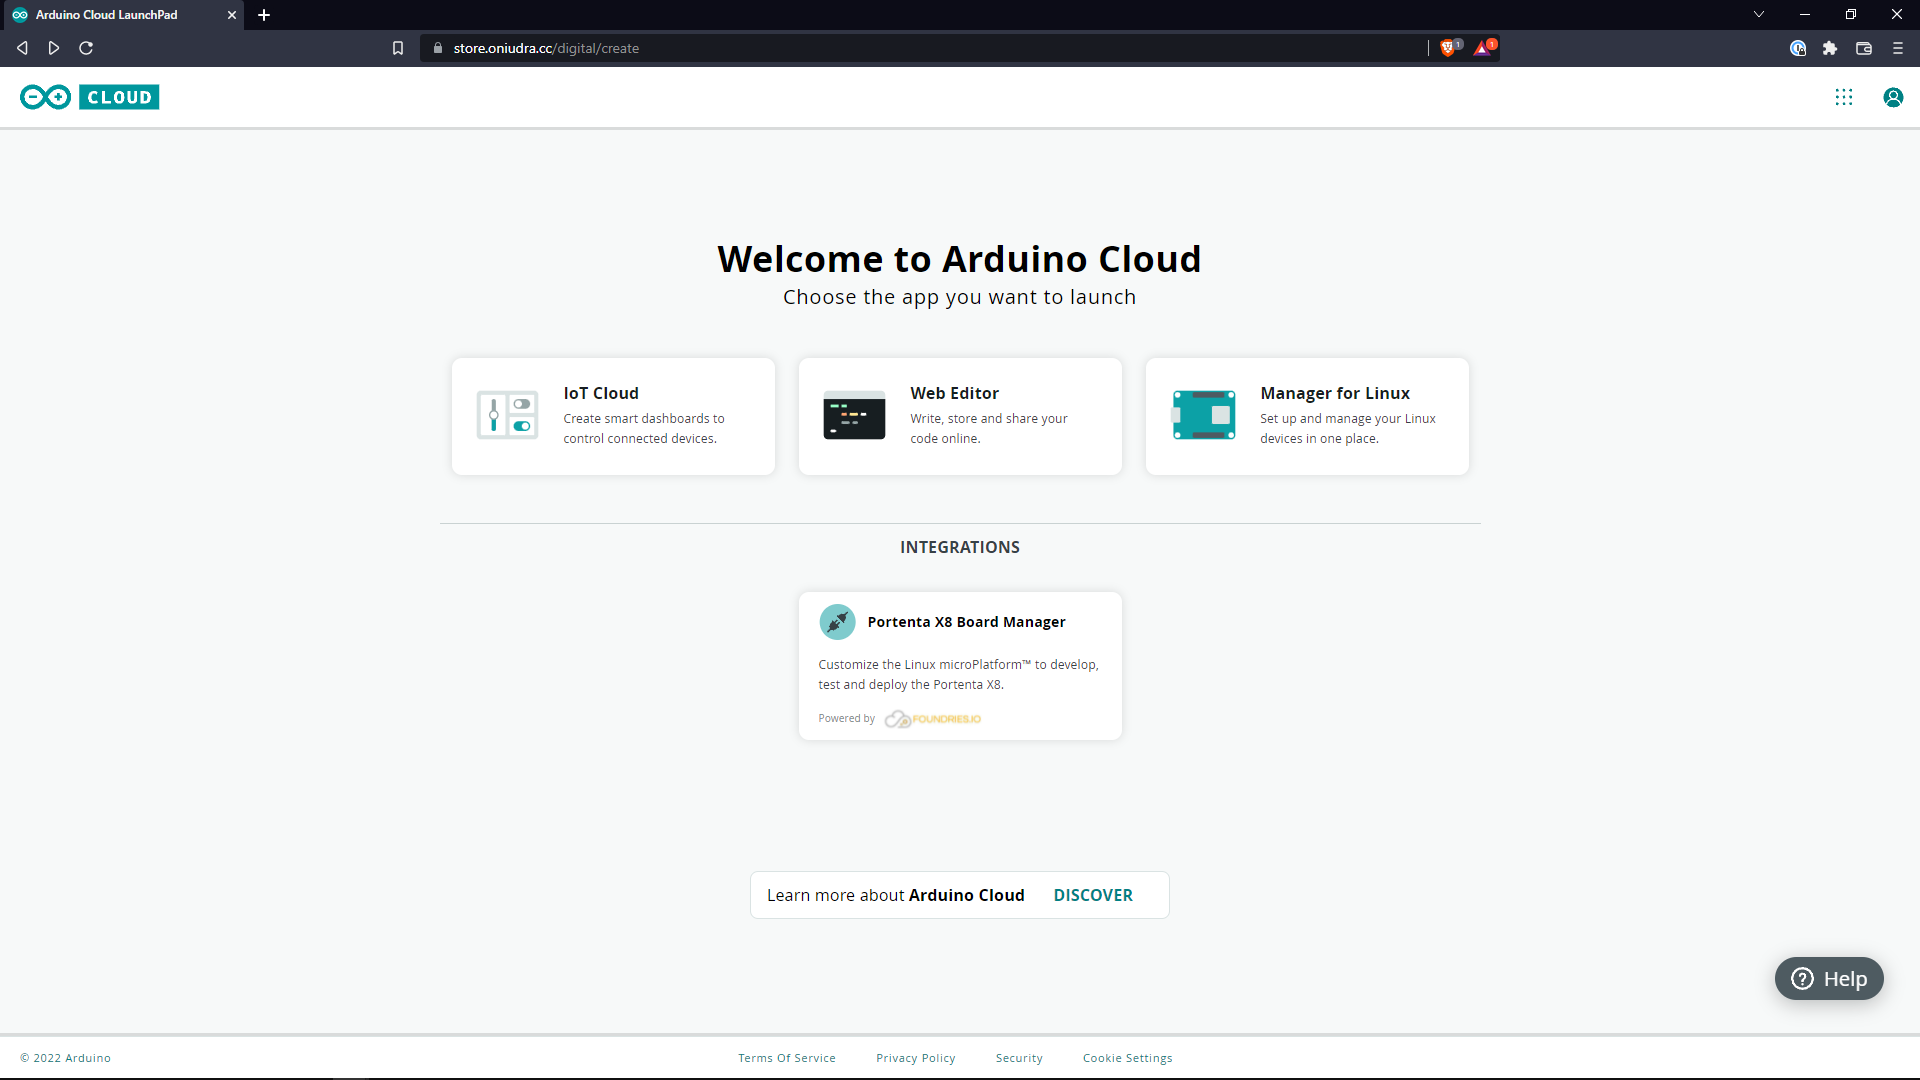 Arduino Cloud LaunchPad
store.oniudra.cc/digital/create
1
1
CLOUD
Welcome to Arduino Cloud
Choose the app you want to launch
IoT Cloud
Create smart dashboards to
control connected devices.
Web Editor
Write, store and share your
code online.
Manager for Linux
Set up and manage your Linux
devices in one place.
INTEGRATIONS
Portenta X8 Board Manager
Customize the Linux microPlatform™ to develop,
test and deploy the Portenta X8.
Powered by FOUNDRIES.IO
Learn more about Arduino Cloud DISCOVER
Help
© 2022 Arduino
Terms Of Service Privacy Policy Security Cookie Settings